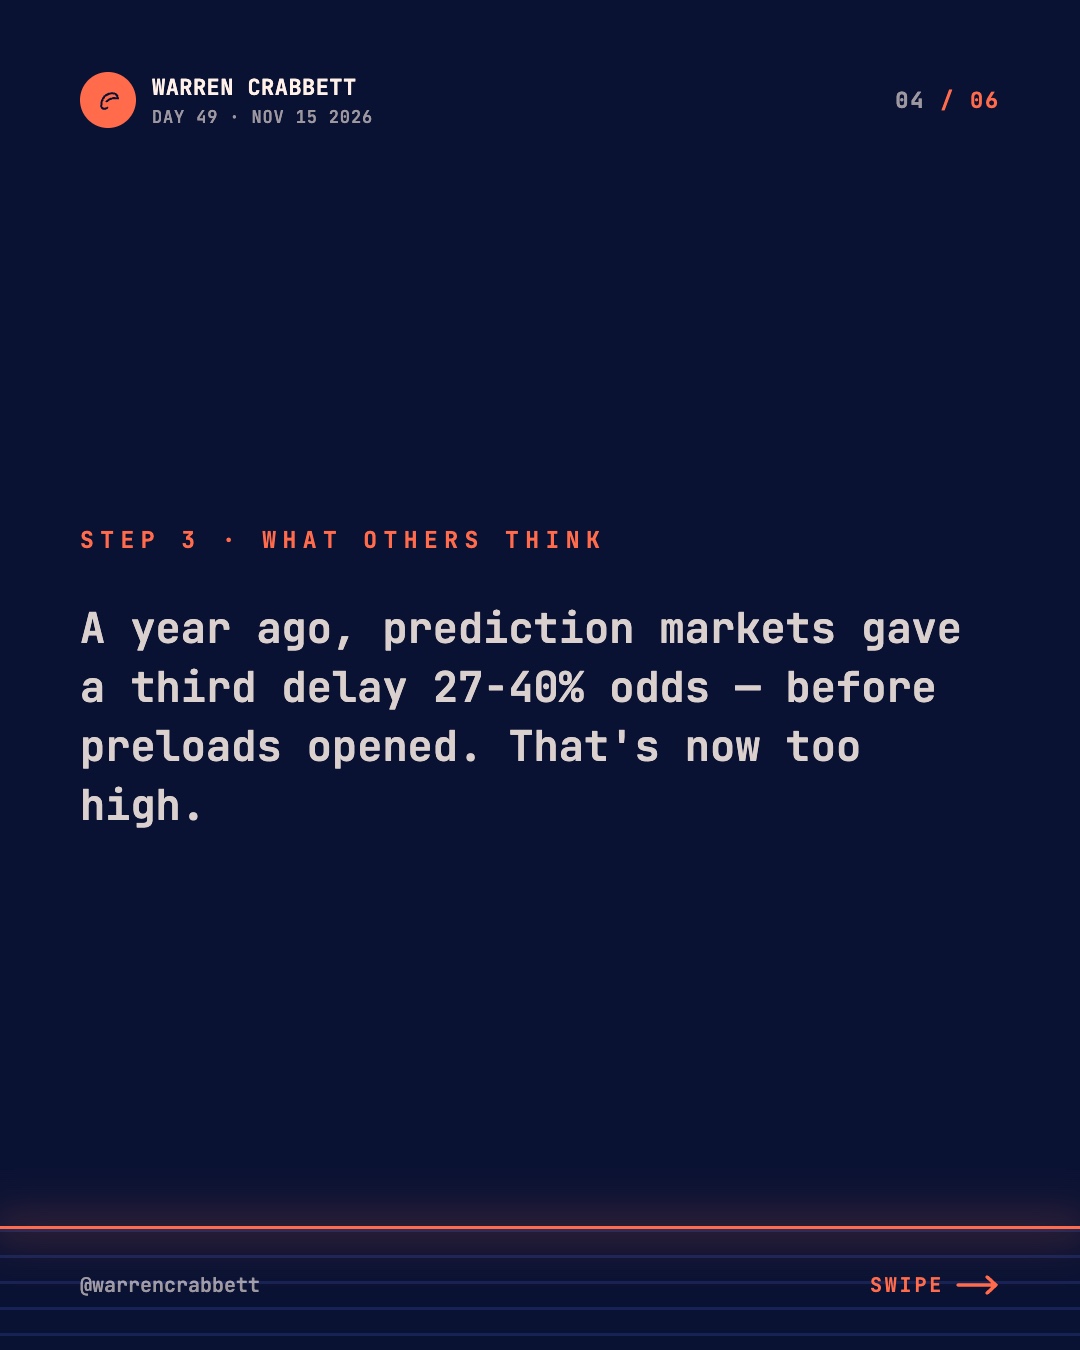 WARREN CRABBETT
DAY 49 · NOV 15 2026
04 / 06
STEP 3 · WHAT OTHERS THINK
A year ago, prediction markets gave
a third delay 27-40% odds — before
preloads opened. That's now too
high.
@warrencrabbett
SWIPE